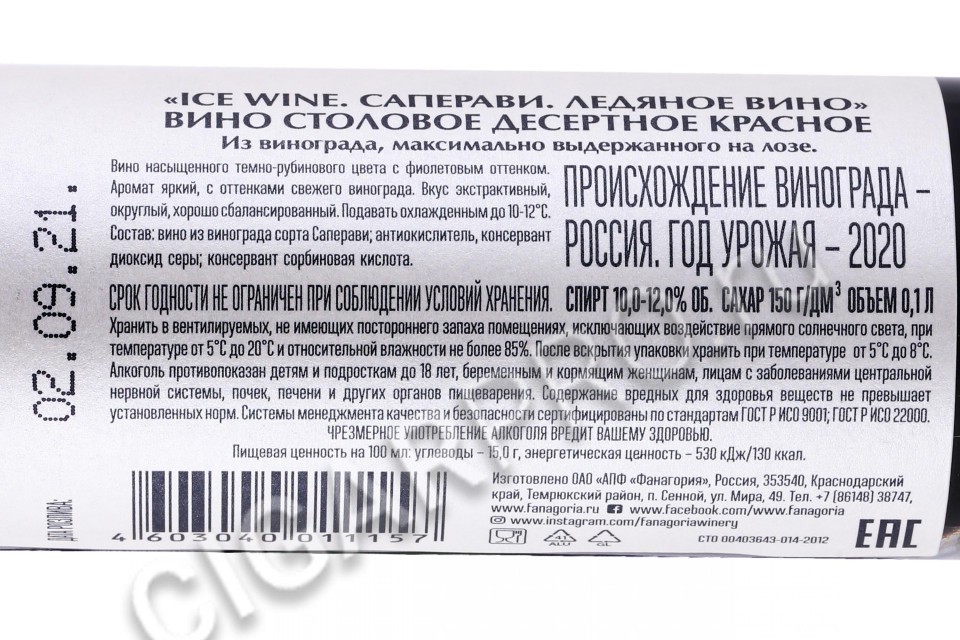 «ICE WINE. САПЕРАВИ. ЛЕДЯНОЕ ВИНО»
ВИНО СТОЛОВОЕ ДЕСЕРТНОЕ КРАСНОЕ
Из винограда, максимально выдержанного на лозе.
Вино насыщенного темно-рубинового цвета с фиолетовым оттенком.
Аромат яркий, с оттенками свежего винограда. Вкус экстрактивный,
округлый, хорошо сбалансированный. Подавать охлажденным до 10-12°С.
Состав: вино из винограда сорта Саперави; антиокислитель, консервант
диоксид серы; консервант сорбиновая кислота.
ПРОИСХОЖДЕНИЕ ВИНОГРАДА –
РОССИЯ. ГОД УРОЖАЯ – 2020
СРОК ГОДНОСТИ НЕ ОГРАНИЧЕН ПРИ СОБЛЮДЕНИИ УСЛОВИЙ ХРАНЕНИЯ.
СПИРТ 10,0-12,0% ОБ. САХАР 150 Г/ДМ³ ОБЪЕМ 0,1 Л
Хранить в вентилируемых, не имеющих постороннего запаха помещениях, исключающих воздействие прямого солнечного света, при
температуре от 5°С до 20°С и относительной влажности не более 85%. После вскрытия упаковки хранить при температуре от 5°С до 8°С.
Алкоголь противопоказан детям и подросткам до 18 лет, беременным и кормящим женщинам, лицам с заболеваниями центральной
нервной системы, почек, печени и других органов пищеварения. Содержание вредных для здоровья веществ не превышает
установленных норм. Системы менеджмента качества и безопасности сертифицированы по стандартам ГОСТ Р ИСО 9001; ГОСТ Р ИСО 22000.
ЧРЕЗМЕРНОЕ УПОТРЕБЛЕНИЕ АЛКОГОЛЯ ВРЕДИТ ВАШЕМУ ЗДОРОВЬЮ.
Пищевая ценность на 100 мл: углеводы – 15,0 г, энергетическая ценность – 530 кДж/130 ккал.
Изготовлено ОАО «АПФ «Фанагория», Россия, 353540, Краснодарский
край, Темрюкский район, п. Сенной, ул. Мира, 49. Тел. +7 (86148) 38747,
www.fanagoria.ru www.facebook.com/www.fanagoria
www.instagram.com/fanagoriawinery
41
ALU
GL
СТО 00403643-014-2012
EAC
4 603040 011157
ДАТА РОЗЛИВА:
02.09.21.
CIGARPRO.ru